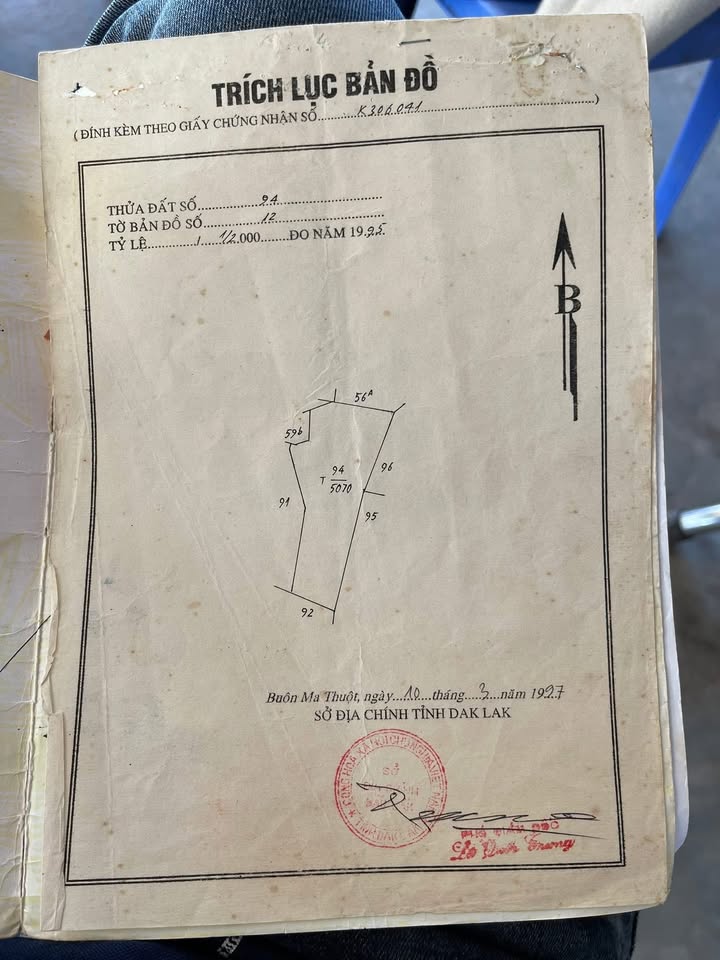 TRÍCH LỤC BẢN ĐỒ
( ĐÍNH KÈM THEO GIẤY CHỨNG NHẬN SỐ.....K306041.....)
THỬA ĐẤT SỐ.....94.....
TỜ BẢN ĐỒ SỐ.....12.....
TỶ LỆ.....1/2.000.....ĐO NĂM 1995
B
56A
59b
96
T 94/5070
91
95
92
Buôn Ma Thuột, ngày 10 tháng 3 năm 1997
SỞ ĐỊA CHÍNH TỈNH DAK LAK
SỞ